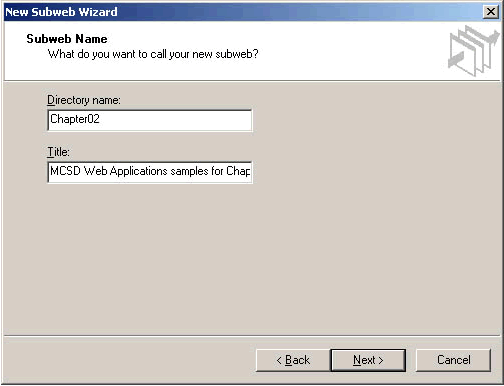 New Subweb Wizard
Subweb Name
What do you want to call your new subweb?
Directory name:
Chapter02
Title:
MCSD Web Applications samples for Chap
< Back
Next >
Cancel